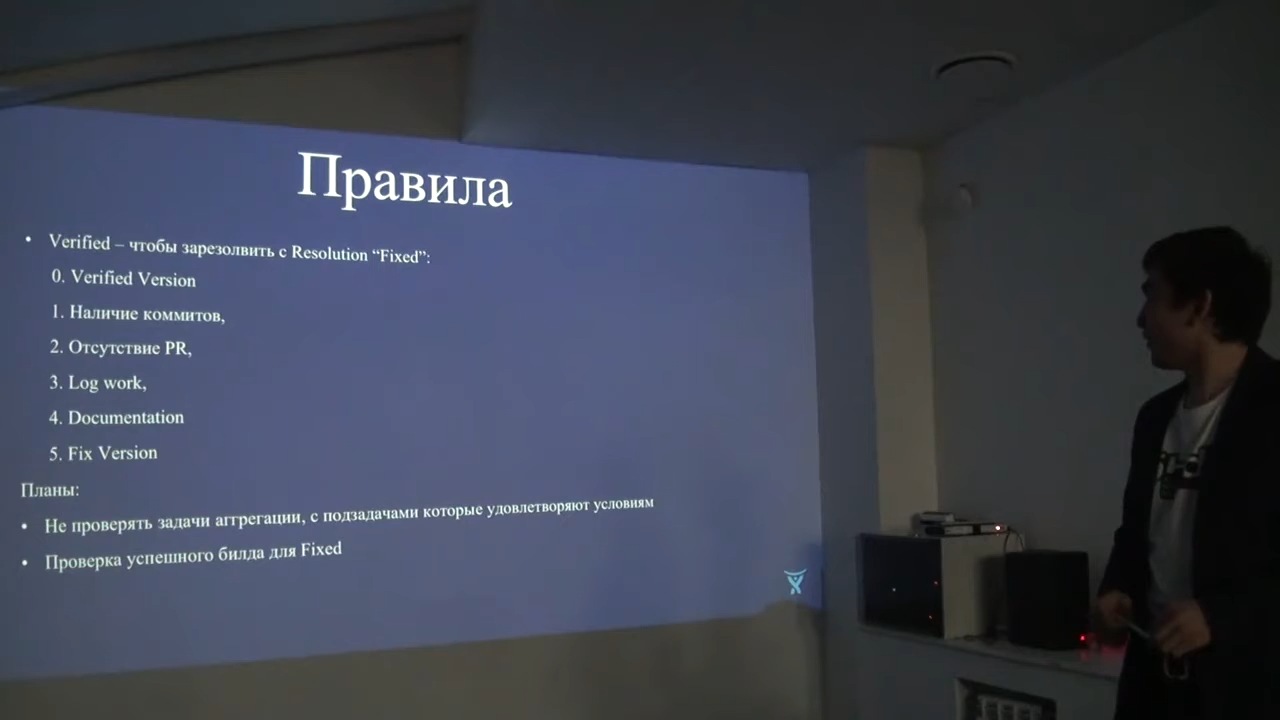 Правила
• Verified – чтобы зарезолвить с Resolution “Fixed”:
0. Verified Version
1. Наличие коммитов,
2. Отсутствие PR,
3. Log work,
4. Documentation
5. Fix Version
Планы:
• Не проверять задачи аггрегации, с подзадачами которые удовлетворяют условиям
• Проверка успешного билда для Fixed